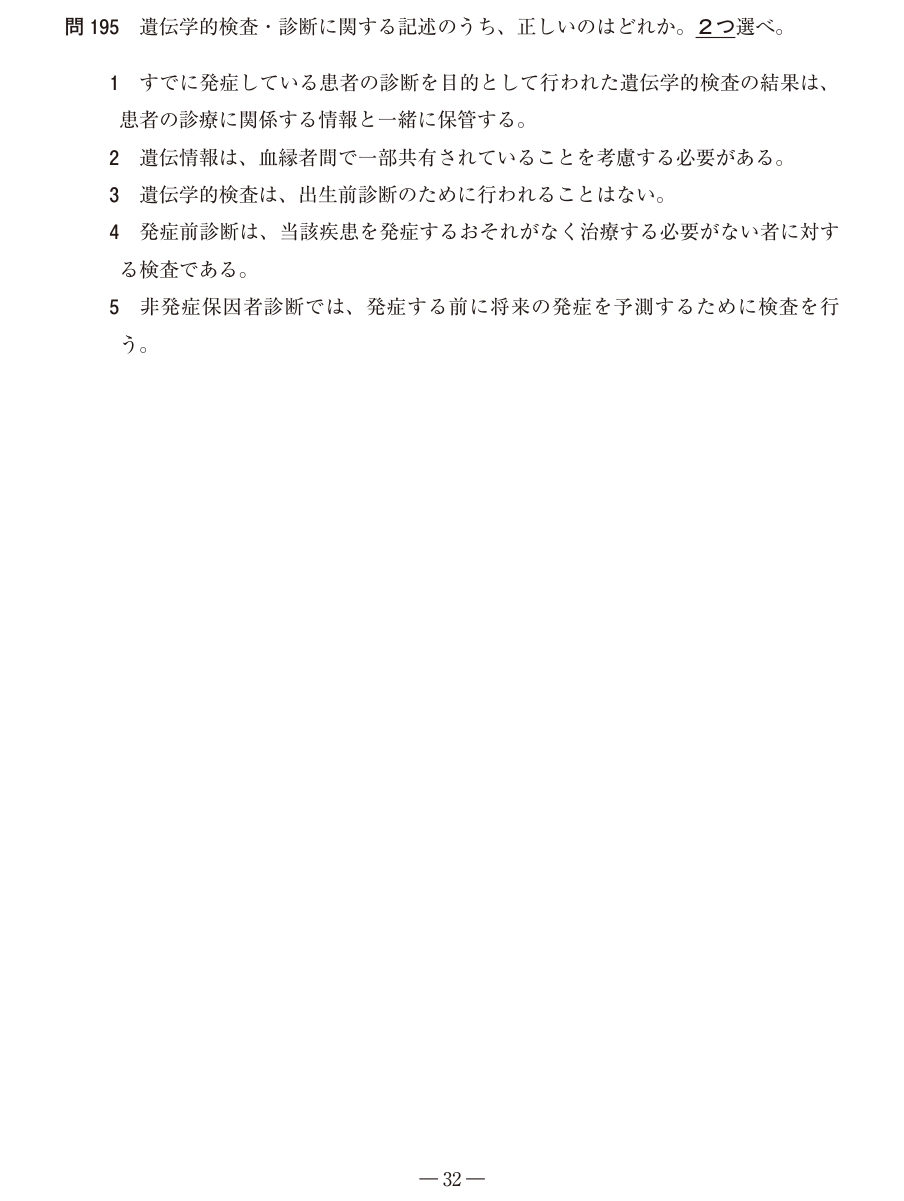 問 195　遺伝学的検査・診断に関する記述のうち、正しいのはどれか。２つ選べ。
1　すでに発症している患者の診断を目的として行われた遺伝学的検査の結果は、
患者の診療に関係する情報と一緒に保管する。
2　遺伝情報は、血縁者間で一部共有されていることを考慮する必要がある。
3　遺伝学的検査は、出生前診断のために行われることはない。
4　発症前診断は、当該疾患を発症するおそれがなく治療する必要がない者に対す
る検査である。
5　非発症保因者診断では、発症する前に将来の発症を予測するために検査を行
う。
― 32 ―